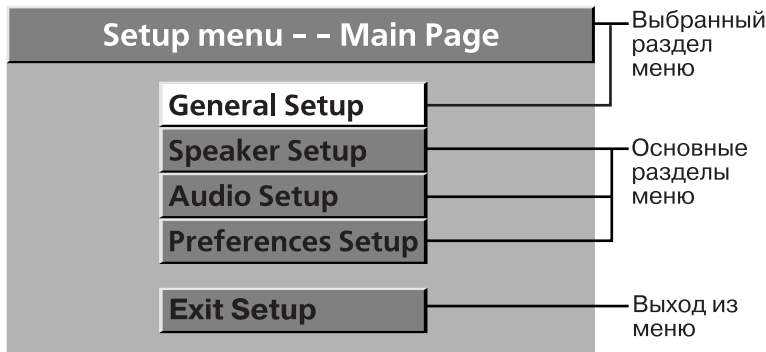 Setup menu - - Main Page
Выбранный
раздел
меню
General Setup
Speaker Setup
Audio Setup
Preferences Setup
Основные
разделы
меню
Exit Setup
Выход из
меню